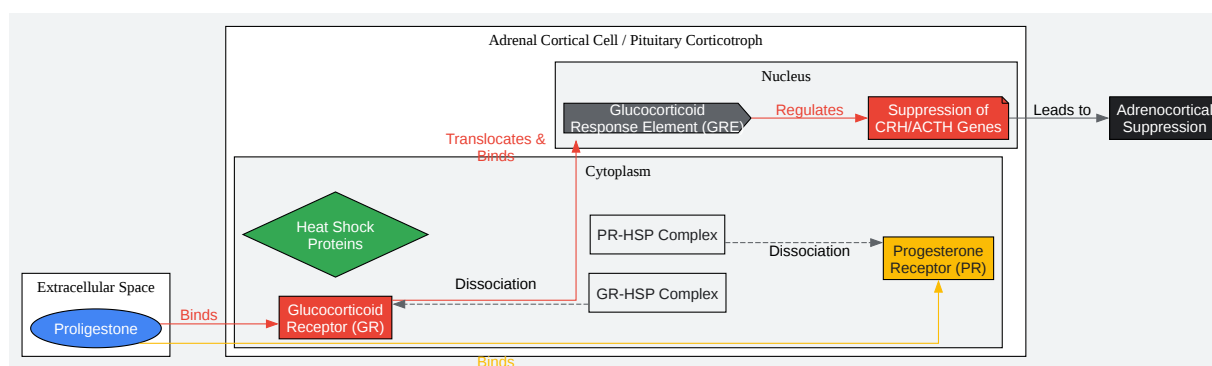 Adrenal Cortical Cell / Pituitary Corticotroph
Nucleus
Glucocorticoid
Response Element (GRE)
Regulates
Suppression of
CRH/ACTH Genes
Leads to
Adrenocortical
Suppression
Translocates &
Binds
Cytoplasm
Heat Shock
Proteins
PR-HSP Complex
Dissociation
Progesterone
Receptor (PR)
Dissociation
GR-HSP Complex
Extracellular Space
Proligestone
Binds
Glucocorticoid
Receptor (GR)
Binds